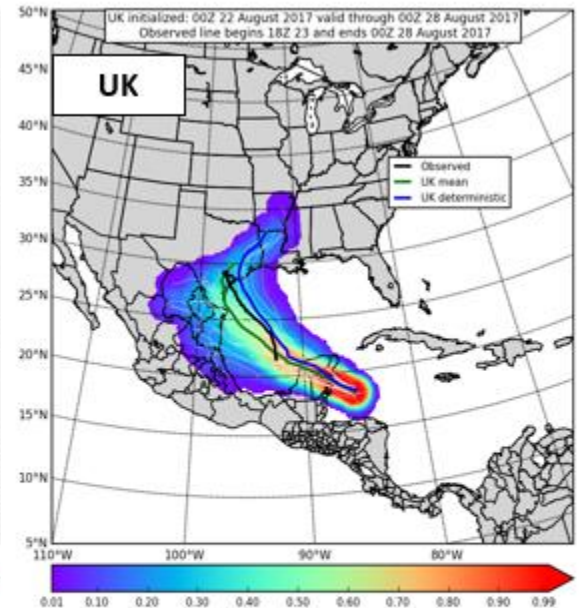 UK initialized: 00Z 22 August 2017 valid through 00Z 28 August 2017
Observed line begins 18Z 23 and ends 00Z 28 August 2017
UK
Observed
UK mean
UK deterministic
50°N
45°N
40°N
35°N
30°N
25°N
20°N
15°N
10°N
5°N
110°W 100°W 90°W 80°W
0.01 0.10 0.20 0.30 0.40 0.50 0.60 0.70 0.80 0.90 0.99